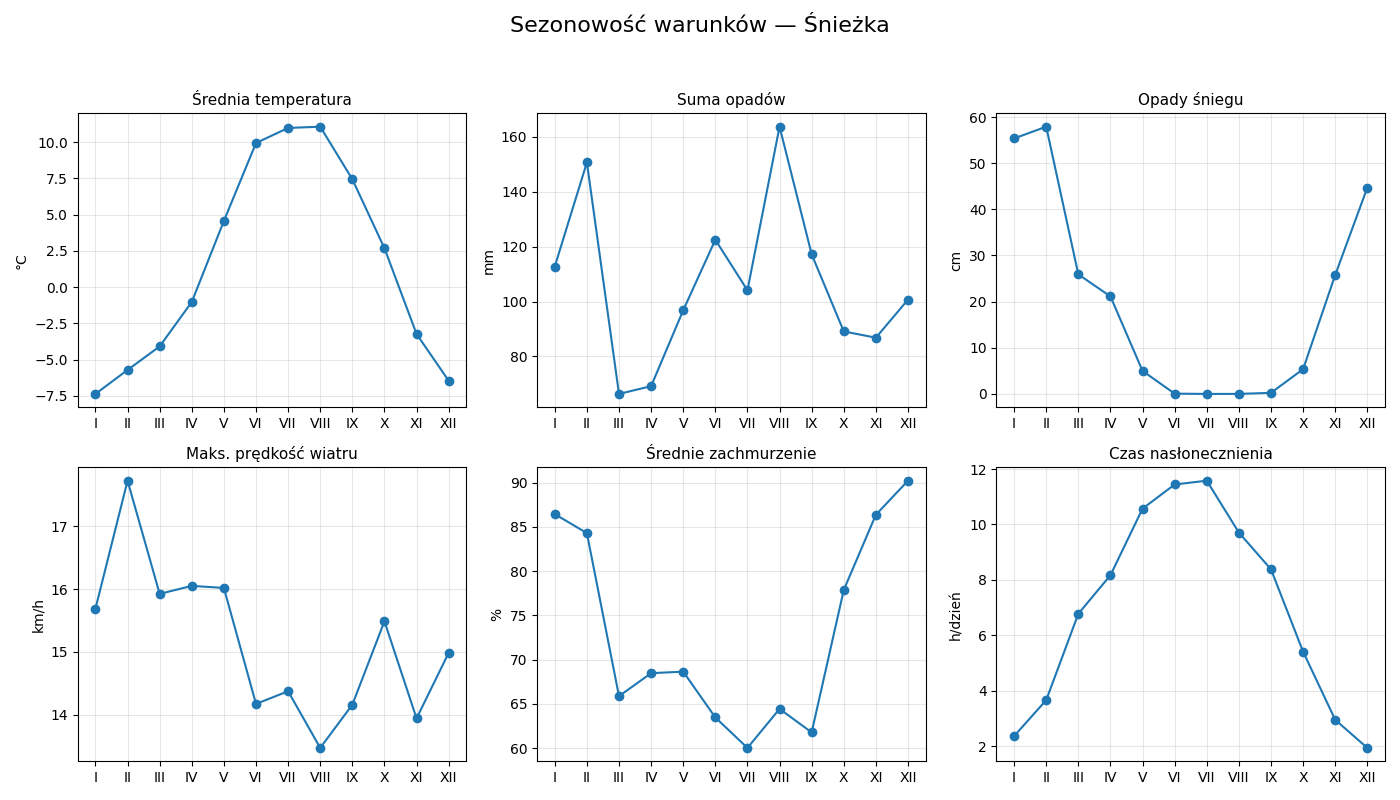 Sezonowość warunków — Śnieżka
Średnia temperatura
°C
10.0
7.5
5.0
2.5
0.0
−2.5
−5.0
−7.5
I II III IV V VI VII VIII IX X XI XII
Suma opadów
mm
160
140
120
100
80
I II III IV V VI VII VIII IX X XI XII
Opady śniegu
cm
60
50
40
30
20
10
0
I II III IV V VI VII VIII IX X XI XII
Maks. prędkość wiatru
km/h
17
16
15
14
I II III IV V VI VII VIII IX X XI XII
Średnie zachmurzenie
%
90
85
80
75
70
65
60
I II III IV V VI VII VIII IX X XI XII
Czas nasłonecznienia
h/dzień
12
10
8
6
4
2
I II III IV V VI VII VIII IX X XI XII